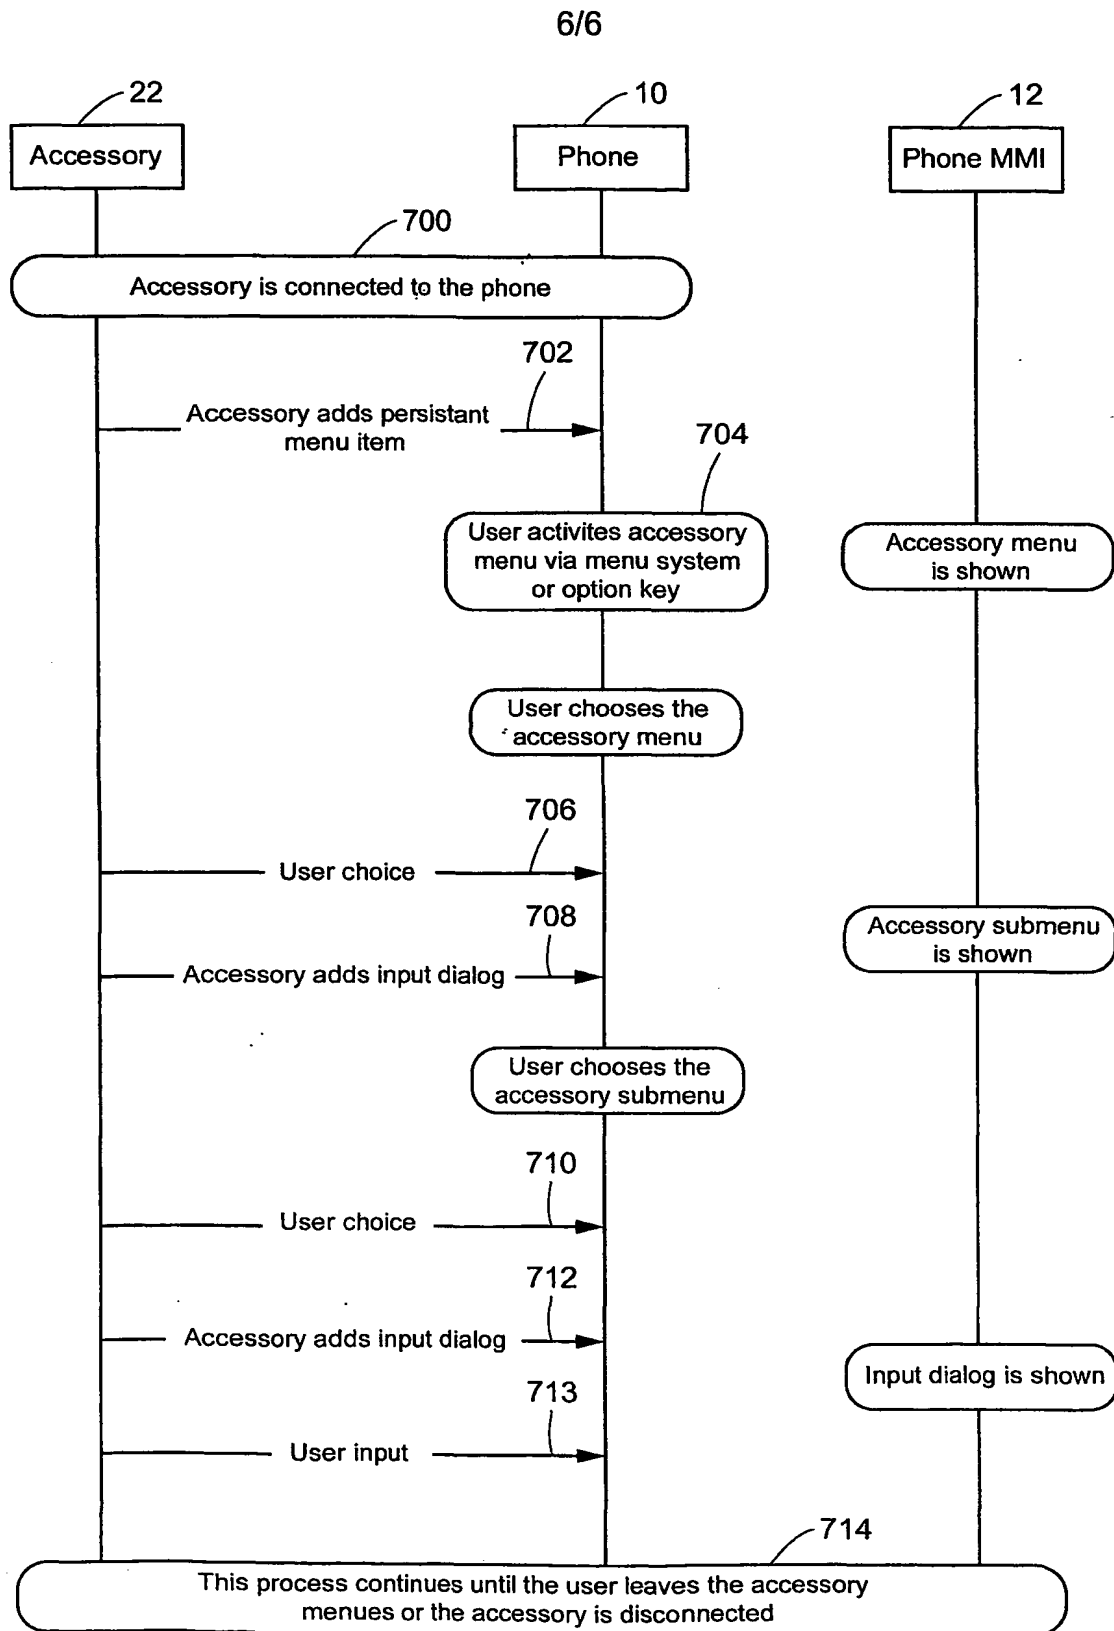 6/6
22
10
12
Accessory
Phone
Phone MMI
700
Accessory is connected to the phone
702
Accessory adds persistant
menu item
704
User activites accessory
menu via menu system
or option key
Accessory menu
is shown
User chooses the
accessory menu
706
User choice
708
Accessory submenu
is shown
Accessory adds input dialog
User chooses the
accessory submenu
710
User choice
712
Accessory adds input dialog
Input dialog is shown
713
User input
714
This process continues until the user leaves the accessory
menues or the accessory is disconnected